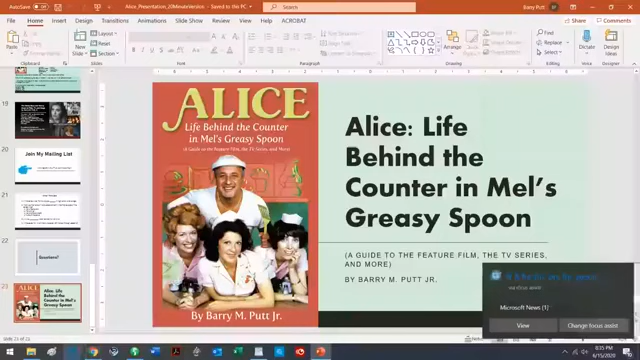 AutoSave
Alice_Presentation_20MinuteVersion - Saved to this PC
Search
Barry Putt
File Home Insert Draw Design Transitions Animations Slide Show Review View Help ACROBAT
Share Comments
Paste
New
Slide
Layout
Reset
Section
Arrange
Find
Replace
Select
Dictate
Design
Ideas
Clipboard Slides Font Paragraph Drawing Editing Voice Designer
19
20
Join My Mailing List
21
22
Questions?
23
Alice: Life
Behind the
Counter in Mel's
Greasy Spoon
ALICE
Life Behind the Counter
in Mel's Greasy Spoon
(A Guide to the Feature Film, the TV Series, and More)
By Barry M. Putt Jr.
Alice: Life
Behind the
Counter in Mel's
Greasy Spoon
(A GUIDE TO THE FEATURE FILM, THE TV SERIES,
AND MORE)
BY BARRY M. PUTT JR.
Microsoft News (1)
View Change focus assist
Slide 23 of 23
8:35 PM
6/15/2020